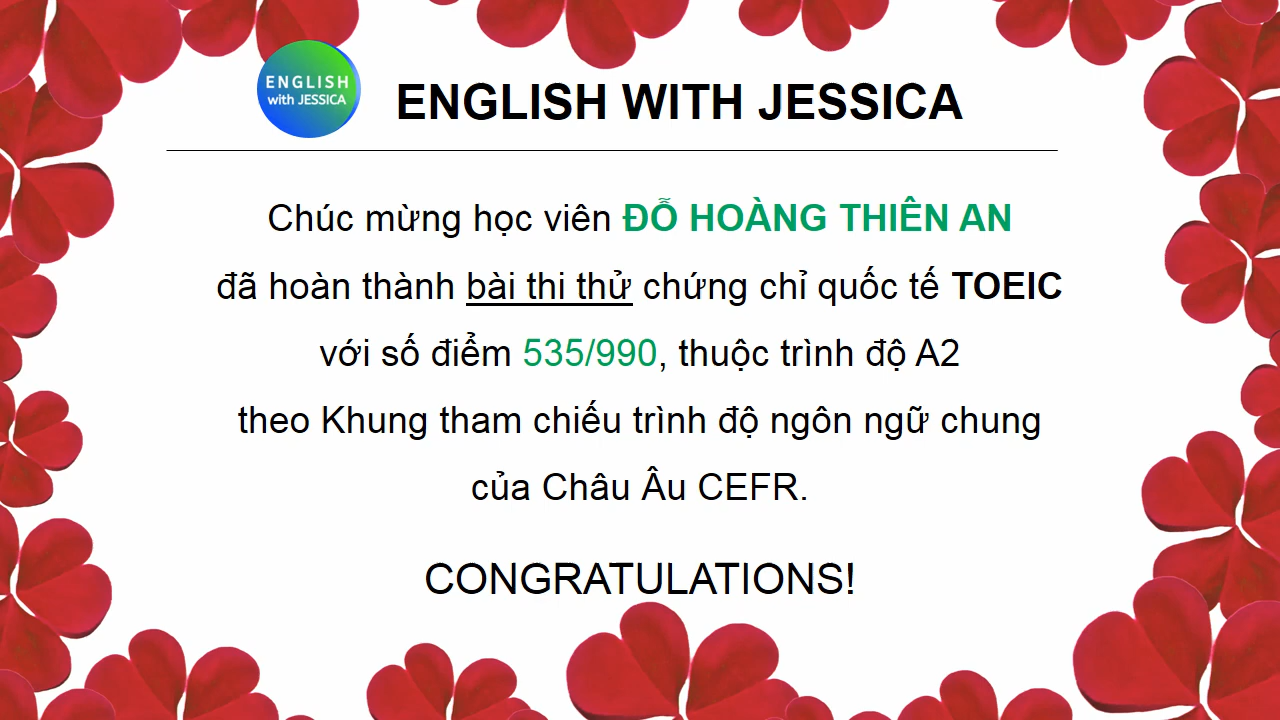 ENGLISH
with JESSICA
ENGLISH WITH JESSICA
Chúc mừng học viên ĐỖ HOÀNG THIÊN AN
đã hoàn thành bài thi thử chứng chỉ quốc tế TOEIC
với số điểm 535/990, thuộc trình độ A2
theo Khung tham chiếu trình độ ngôn ngữ chung
của Châu Âu CEFR.
CONGRATULATIONS!